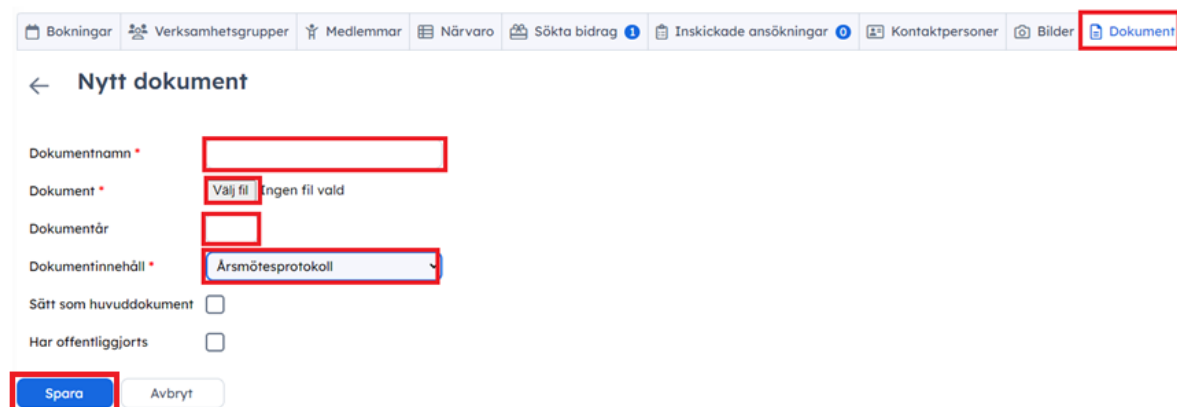 Bokningar Verksamhetsgrupper Medlemmar Närvaro Sökta bidrag 1 Inskickade ansökningar 0 Kontaktpersoner Bilder Dokument
Nytt dokument
Dokumentnamn *
Dokument * Välj fil Ingen fil vald
Dokumentår
Dokumentinnehåll * Årsmötesprotokoll
Sätt som huvuddokument
Har offentliggjorts
Spara Avbryt